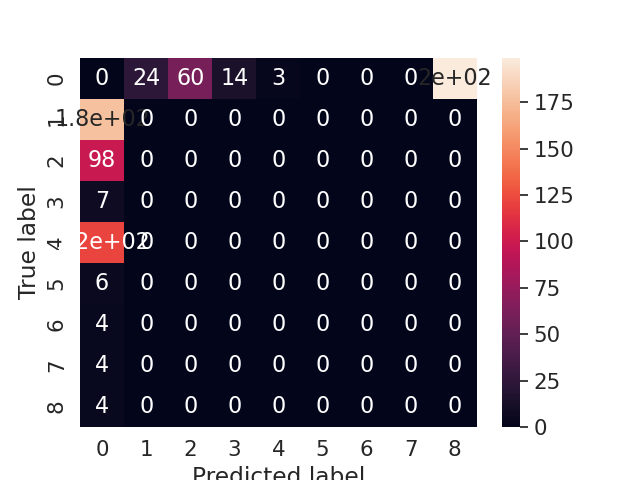 0 0 24 60 14 3 0 0 0 2e+02
1 1.8e+02 0 0 0 0 0 0 0 0
2 98 0 0 0 0 0 0 0 0
3 7 0 0 0 0 0 0 0 0
4 2e+02 0 0 0 0 0 0 0 0
5 6 0 0 0 0 0 0 0 0
6 4 0 0 0 0 0 0 0 0
7 4 0 0 0 0 0 0 0 0
8 4 0 0 0 0 0 0 0 0
0 1 2 3 4 5 6 7 8
True label
Predicted label
175
150
125
100
75
50
25
0